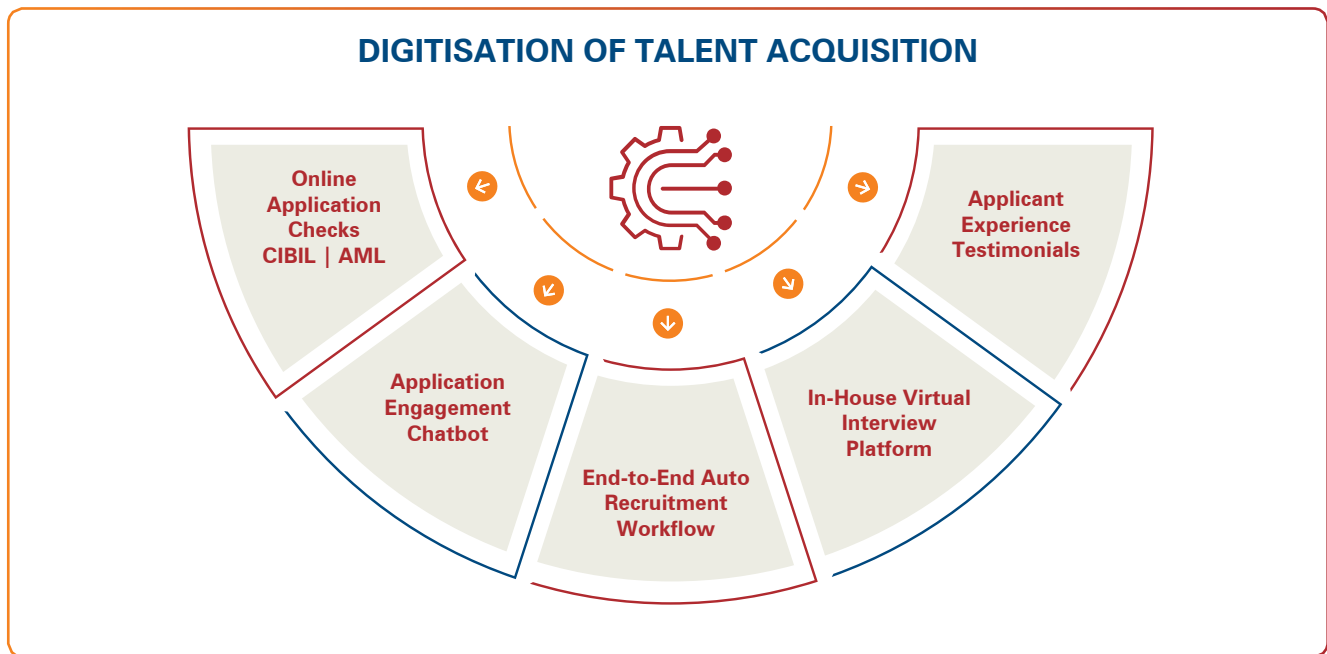 DIGITISATION OF TALENT ACQUISITION
Online
Application
Checks
CIBIL | AML
Application
Engagement
Chatbot
End-to-End Auto
Recruitment
Workflow
In-House Virtual
Interview
Platform
Applicant
Experience
Testimonials